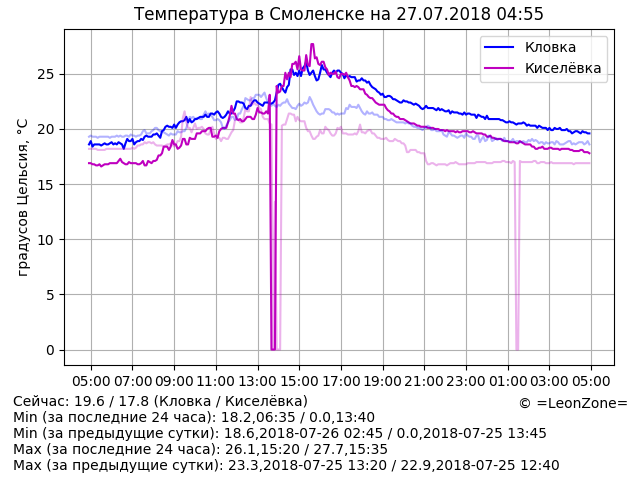 Температура в Смоленске на 27.07.2018 04:55
Кловка
Киселёвка
градусов Цельсия, °C
25
20
15
10
5
0
05:00 07:00 09:00 11:00 13:00 15:00 17:00 19:00 21:00 23:00 01:00 03:00 05:00
Сейчас: 19.6 / 17.8 (Кловка / Киселёвка)
© =LeonZone=
Min (за последние 24 часа): 18.2,06:35 / 0.0,13:40
Min (за предыдущие сутки): 18.6,2018-07-26 02:45 / 0.0,2018-07-25 13:45
Max (за последние 24 часа): 26.1,15:20 / 27.7,15:35
Max (за предыдущие сутки): 23.3,2018-07-25 13:20 / 22.9,2018-07-25 12:40